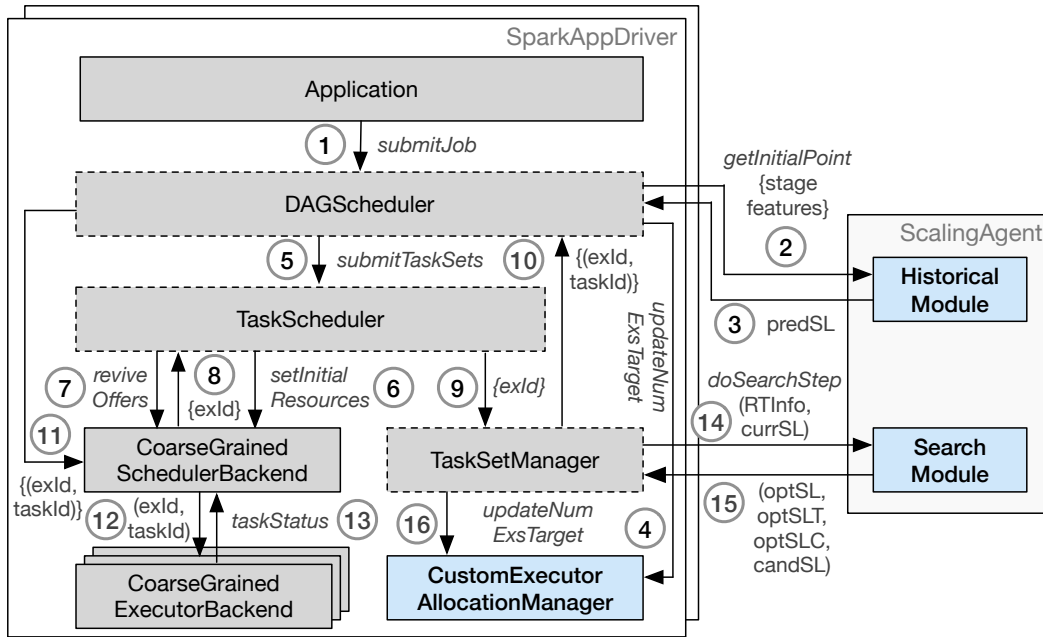 SparkAppDriver
Application
1
submitJob
getInitialPoint
{stage
features}
2
DAGScheduler
ScalingAgent
5
submitTaskSets
10
{(exId,
taskId)}
Historical
Module
3
predSL
TaskScheduler
updateNum
ExsTarget
7
revive
Offers
8
{exId}
setInitial
Resources
6
9
{exId}
doSearchStep
(RTInfo,
currSL)
14
11
CoarseGrained
SchedulerBackend
TaskSetManager
Search
Module
{(exId,
taskId)}
12
(exId,
taskId)
taskStatus
13
16
updateNum
ExsTarget
4
15
(optSL,
optSLT,
optSLC,
candSL)
CoarseGrained
ExecutorBackend
CustomExecutor
AllocationManager